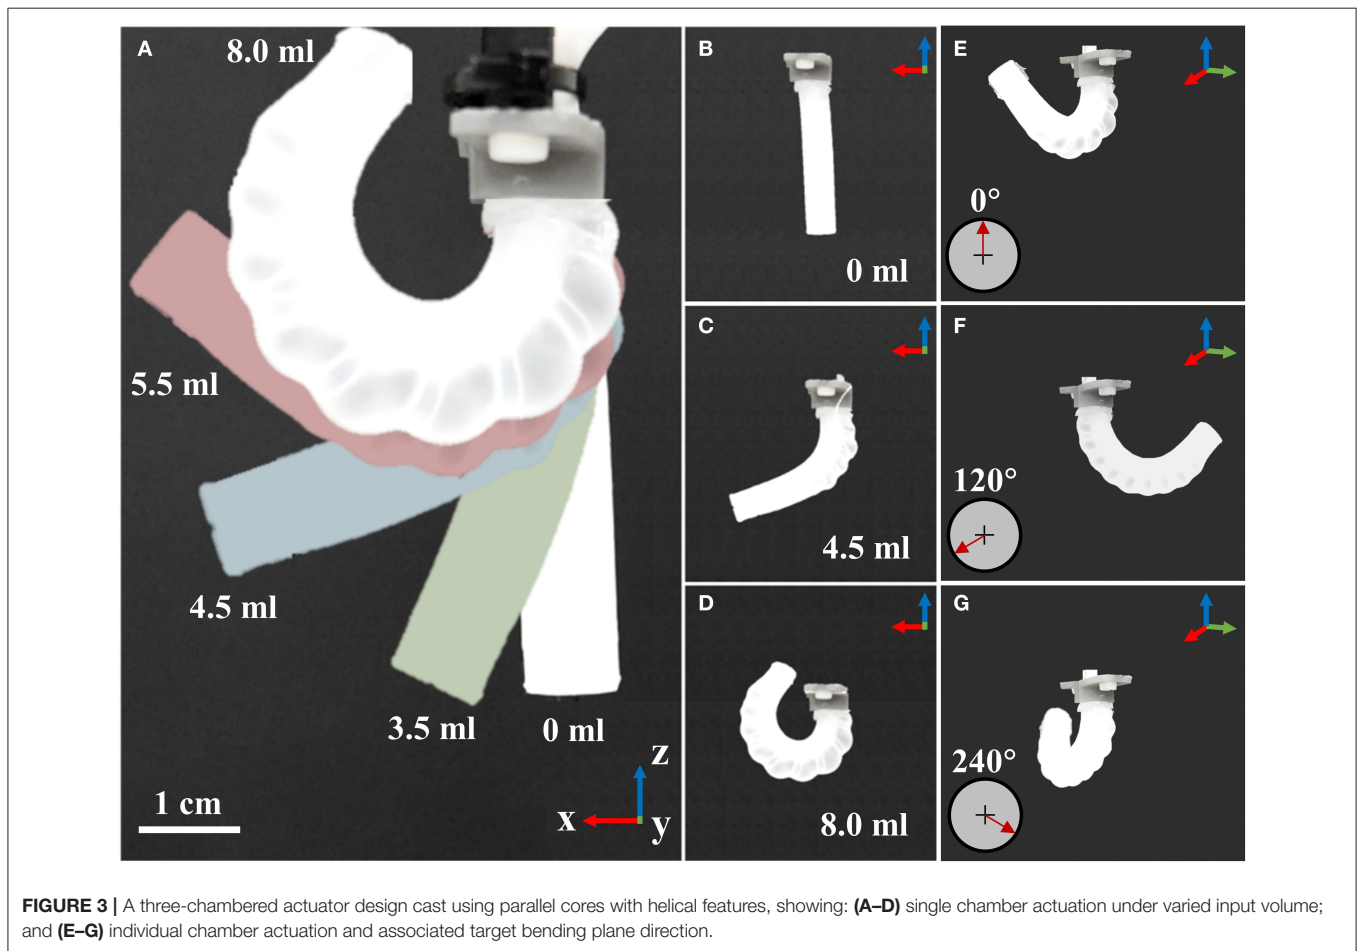 A
8.0 ml
5.5 ml
4.5 ml
3.5 ml
0 ml
z
x
y
1 cm
B
0 ml
C
4.5 ml
D
8.0 ml
E
0°
F
120°
G
240°
FIGURE 3 | A three-chambered actuator design cast using parallel cores with helical features, showing: (A–D) single chamber actuation under varied input volume;
and (E–G) individual chamber actuation and associated target bending plane direction.